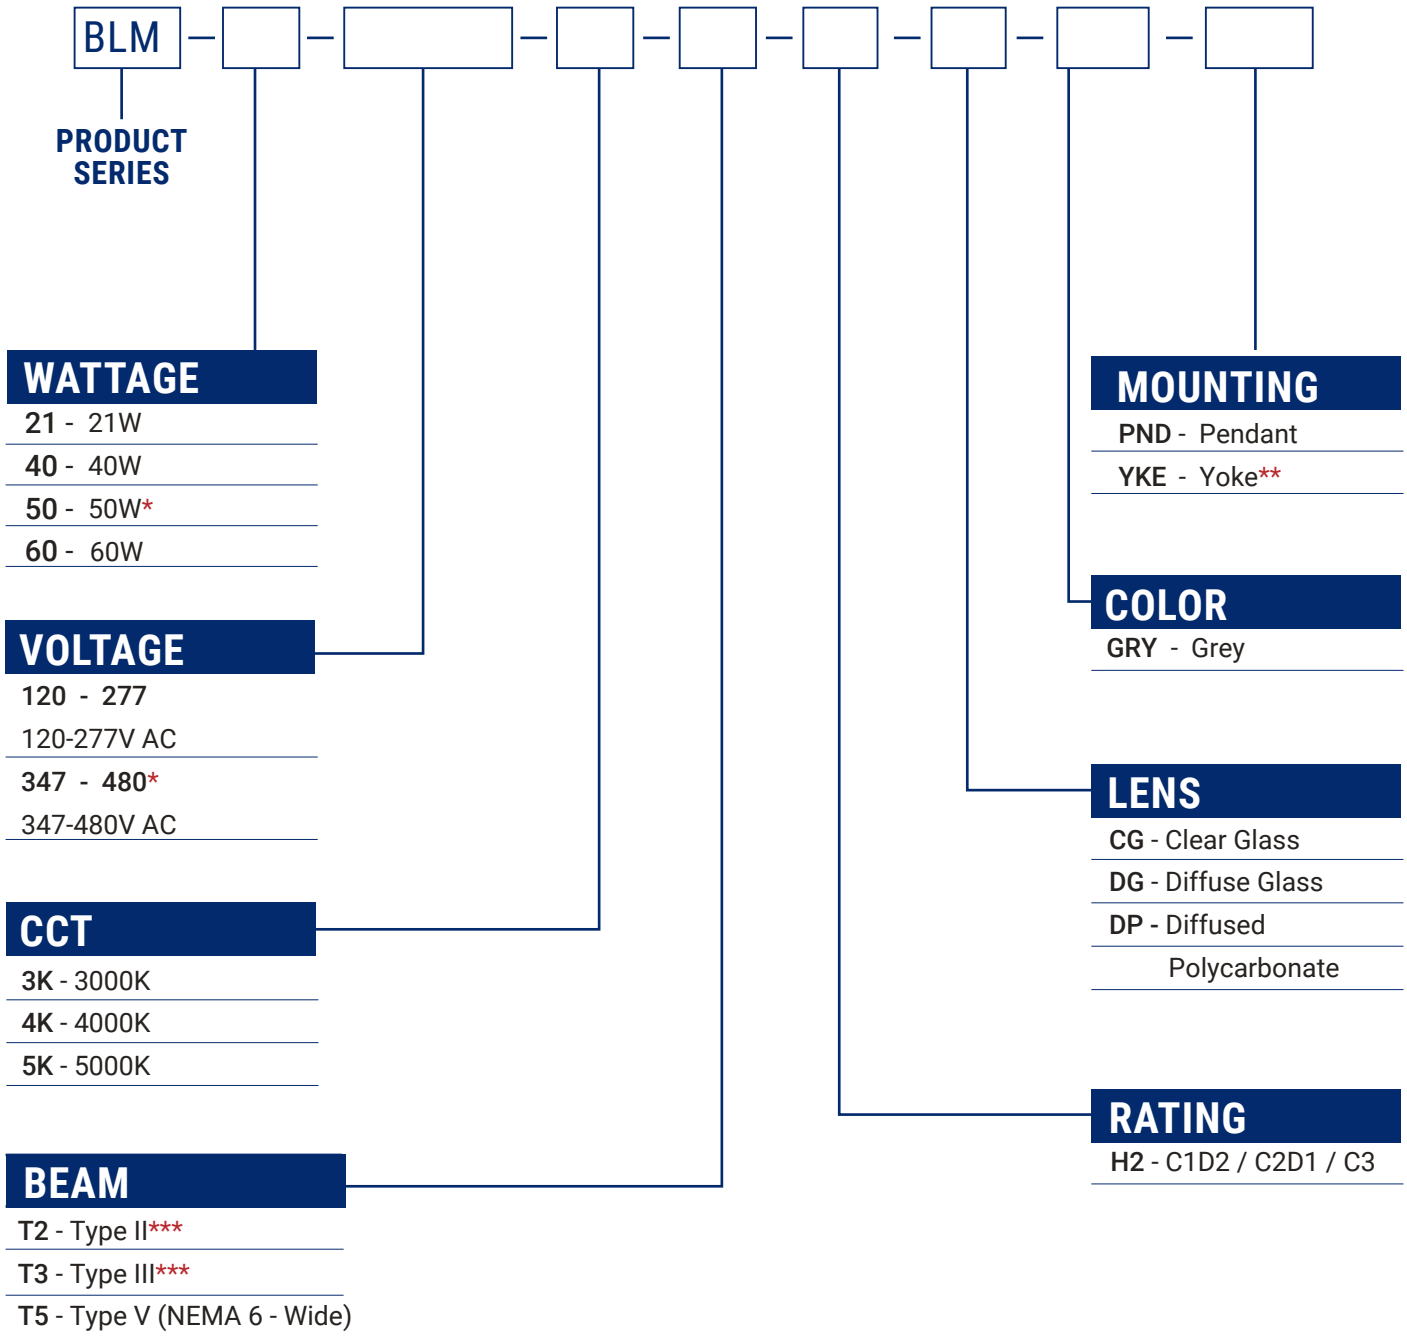 BLM
PRODUCT
SERIES
WATTAGE
21 - 21W
40 - 40W
50 - 50W*
60 - 60W
VOLTAGE
120 - 277
120-277V AC
347 - 480*
347-480V AC
CCT
3K - 3000K
4K - 4000K
5K - 5000K
BEAM
T2 - Type II***
T3 - Type III***
T5 - Type V (NEMA 6 - Wide)
MOUNTING
PND - Pendant
YKE - Yoke**
COLOR
GRY - Grey
LENS
CG - Clear Glass
DG - Diffuse Glass
DP - Diffused
Polycarbonate
RATING
H2 - C1D2 / C2D1 / C3